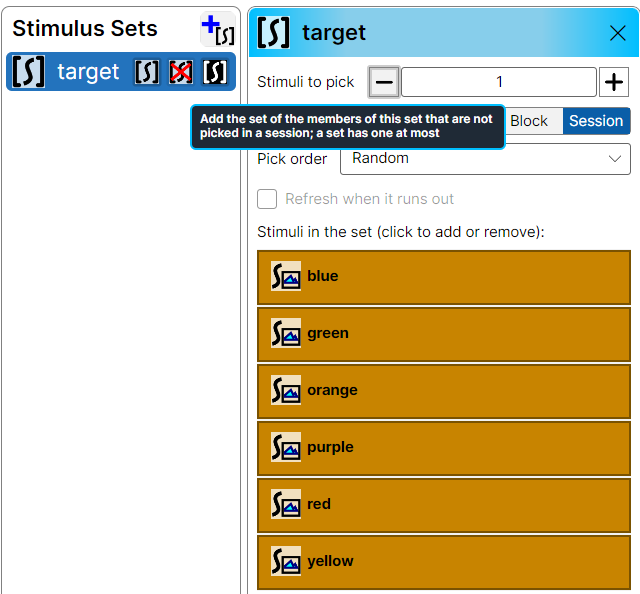 Stimulus Sets
target
target
Stimuli to pick
1
Add the set of the members of this set that are not
picked in a session; a set has one at most
Block
Session
Pick order
Random
Refresh when it runs out
Stimuli in the set (click to add or remove):
blue
green
orange
purple
red
yellow